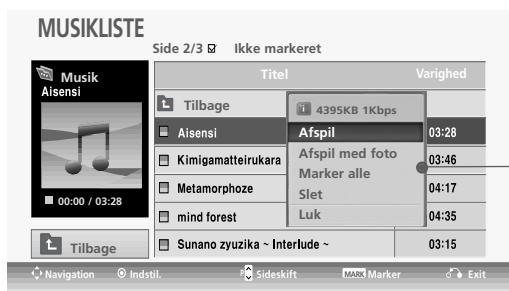 MUSIKLISTE
Side 2/3 Ikke markeret
Musik
Aisensi
00:00 / 03:28
Tilbage
Titel Varighed
Tilbage
Aisensi 03:28
Kimigamatteirukara 03:46
Metamorphoze 04:17
mind forest 04:35
Sunano zyuzika ~ Interlude ~ 03:15
4395KB 1Kbps
Afspil
Afspil med foto
Marker alle
Slet
Luk
Navigation Indstil. P Sideskift MARK Marker Exit